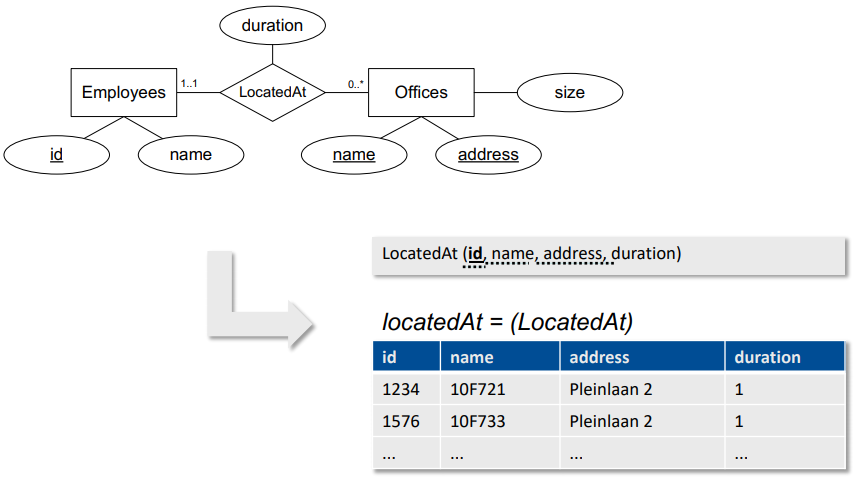 duration
Employees 1..1 LocatedAt 0..* Offices size
id name name address
LocatedAt (id, name, address, duration)
locatedAt = (LocatedAt)
id name address duration
1234 10F721 Pleinlaan 2 1
1576 10F733 Pleinlaan 2 1
... ... ... ...